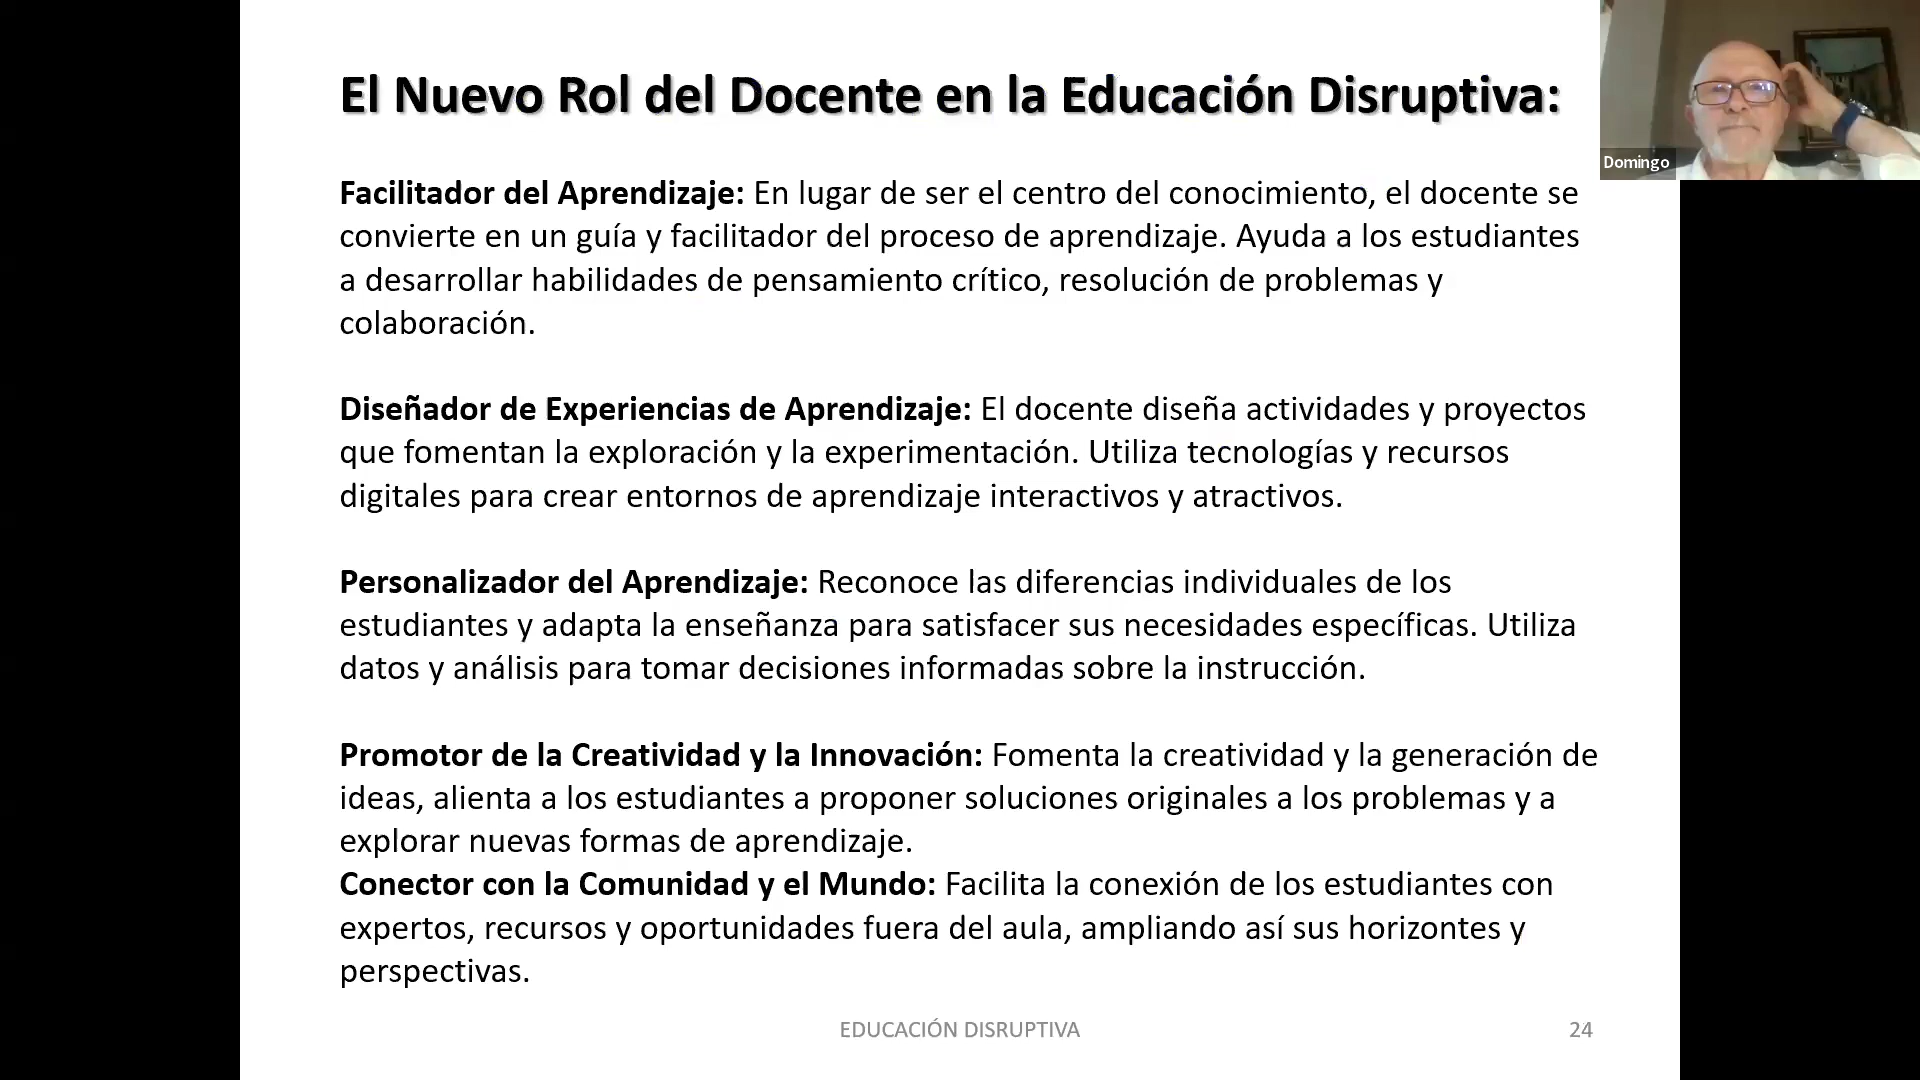 El Nuevo Rol del Docente en la Educación Disruptiva:
Domingo
Facilitador del Aprendizaje: En lugar de ser el centro del conocimiento, el docente se
convierte en un guía y facilitador del proceso de aprendizaje. Ayuda a los estudiantes
a desarrollar habilidades de pensamiento crítico, resolución de problemas y
colaboración.
Diseñador de Experiencias de Aprendizaje: El docente diseña actividades y proyectos
que fomentan la exploración y la experimentación. Utiliza tecnologías y recursos
digitales para crear entornos de aprendizaje interactivos y atractivos.
Personalizador del Aprendizaje: Reconoce las diferencias individuales de los
estudiantes y adapta la enseñanza para satisfacer sus necesidades específicas. Utiliza
datos y análisis para tomar decisiones informadas sobre la instrucción.
Promotor de la Creatividad y la Innovación: Fomenta la creatividad y la generación de
ideas, alienta a los estudiantes a proponer soluciones originales a los problemas y a
explorar nuevas formas de aprendizaje.
Conector con la Comunidad y el Mundo: Facilita la conexión de los estudiantes con
expertos, recursos y oportunidades fuera del aula, ampliando así sus horizontes y
perspectivas.
EDUCACIÓN DISRUPTIVA
24